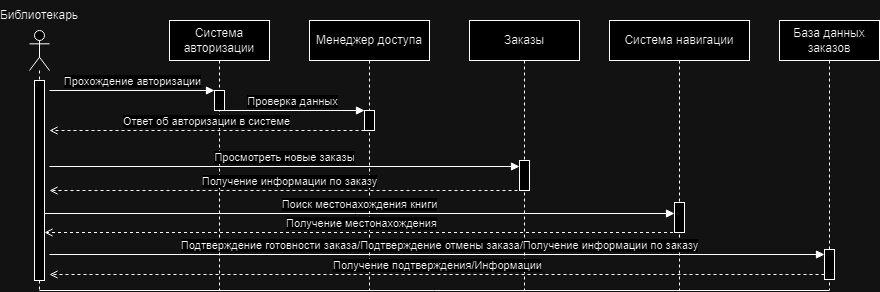 Библиотекарь
Система
авторизации
Менеджер доступа
Заказы
Система навигации
База данных
заказов
Прохождение авторизации
Проверка данных
Ответ об авторизации в системе
Просмотреть новые заказы
Получение информации по заказу
Поиск местонахождения книги
Получение местонахождения
Подтверждение готовности заказа/Подтверждение отмены заказа/Получение информации по заказу
Получение подтверждения/Информации